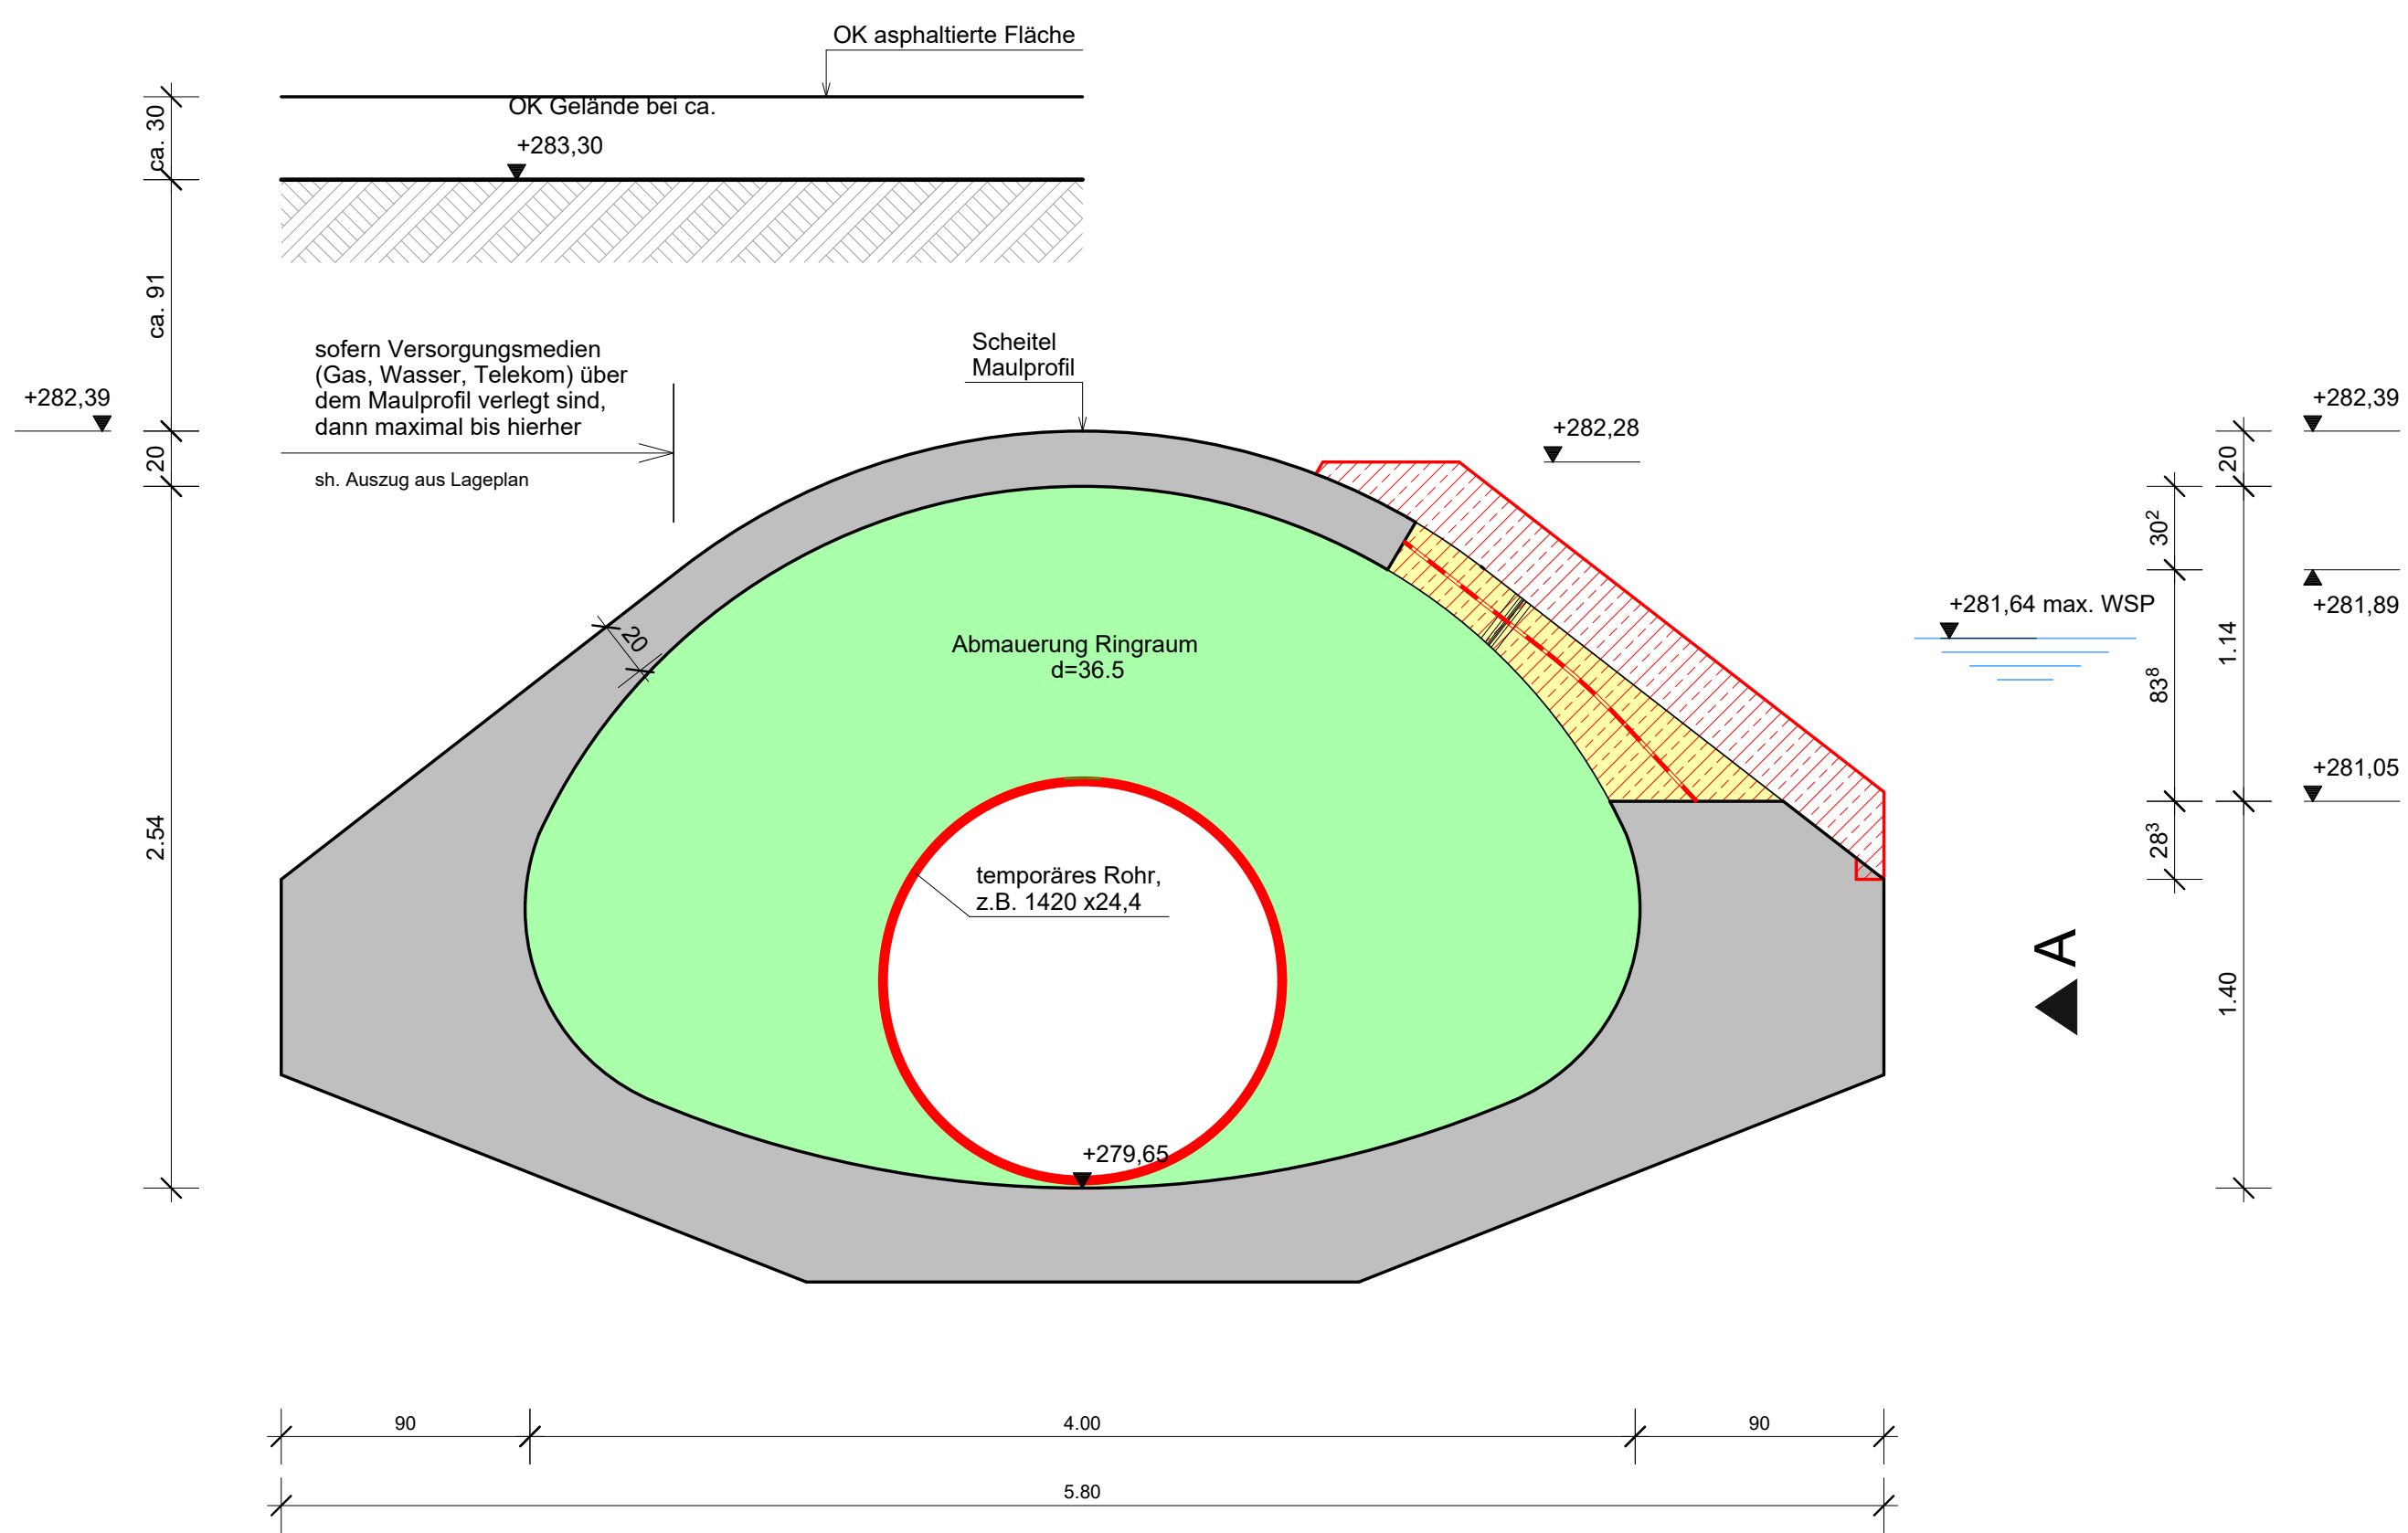 OK asphaltierte Fläche
OK Gelände bei ca.
+283,30
ca. 30
ca. 91
20
2.54
+282,39
sofern Versorgungsmedien
(Gas, Wasser, Telekom) über
dem Maulprofil verlegt sind,
dann maximal bis hierher
sh. Auszug aus Lageplan
Scheitel
Maulprofil
+282,28
20
Abmauerung Ringraum
d=36.5
temporäres Rohr,
z.B. 1420 x24,4
+279,65
+281,64 max. WSP
A
30²
83⁸
28³
20
1.14
1.40
+282,39
+281,89
+281,05
90
4.00
90
5.80